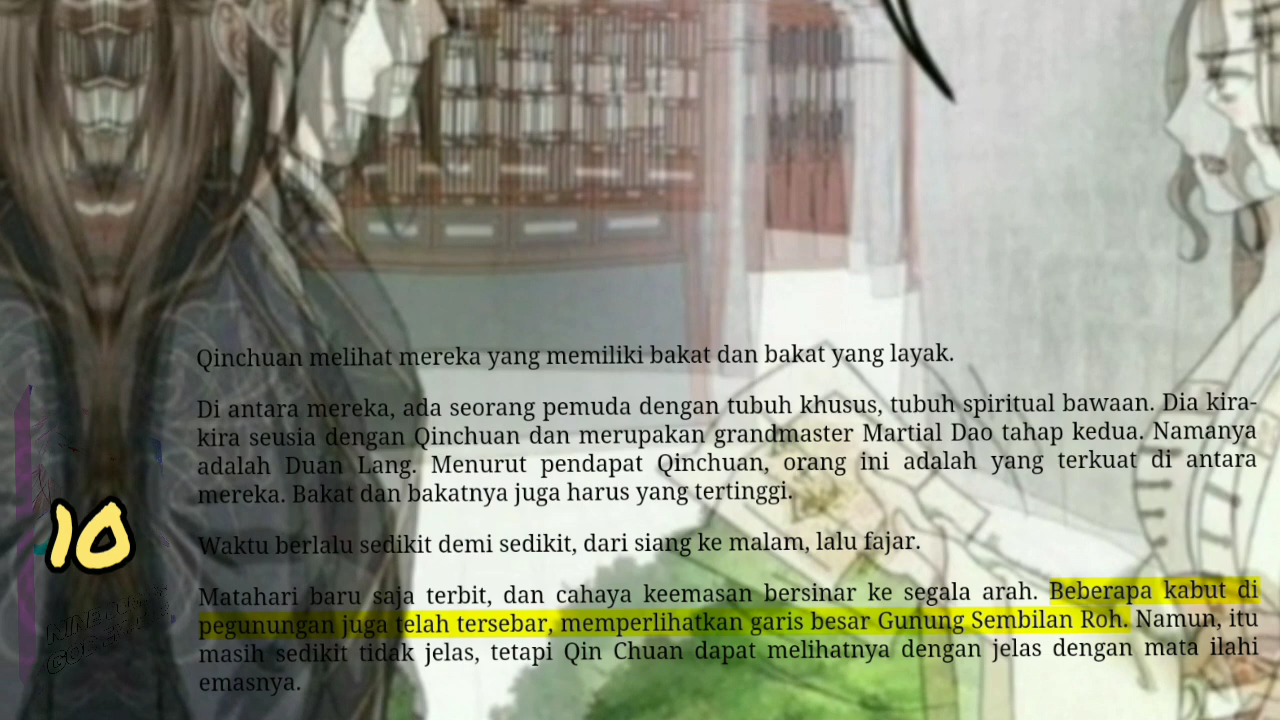 Qinchuan melihat mereka yang memiliki bakat dan bakat yang layak.
Di antara mereka, ada seorang pemuda dengan tubuh khusus, tubuh spiritual bawaan. Dia kira-
kira seusia dengan Qinchuan dan merupakan grandmaster Martial Dao tahap kedua. Namanya
adalah Duan Lang. Menurut pendapat Qinchuan, orang ini adalah yang terkuat di antara
mereka. Bakat dan bakatnya juga harus yang tertinggi.
Waktu berlalu sedikit demi sedikit, dari siang ke malam, lalu fajar.
Matahari baru saja terbit, dan cahaya keemasan bersinar ke segala arah. Beberapa kabut di
pegunungan juga telah tersebar, memperlihatkan garis besar Gunung Sembilan Roh. Namun, itu
masih sedikit tidak jelas, tetapi Qin Chuan dapat melihatnya dengan jelas dengan mata ilahi
emasnya.
10